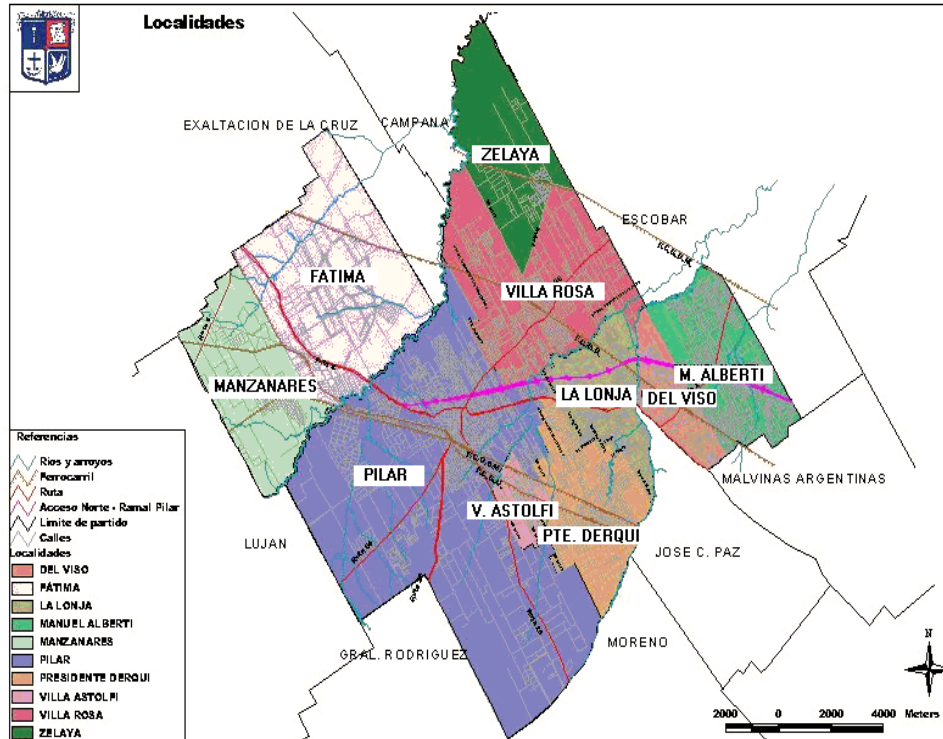 Localidades
EXALTACION DE LA CRUZ
CAMPANA
ZELAYA
ESCOBAR
FATIMA
VILLA ROSA
MANZANARES
M. ALBERTI
LA LONJA
DEL VISO
PILAR
MALVINAS ARGENTINAS
V. ASTOLFI
PTE. DERQUI
LUJAN
JOSE C. PAZ
MORENO
GRAL. RODRIGUEZ
Referencias
Rios y arroyos
Ferrocarril
Ruta
Acceso Norte - Ramal Pilar
Limite de partido
Calles
Localidades
DEL VISO
FÁTIMA
LA LONJA
MANUEL ALBERTI
MANZANARES
PILAR
PRESIDENTE DERQUI
VILLA ASTOLFI
VILLA ROSA
ZELAYA
N
2000 0 2000 4000 Meters